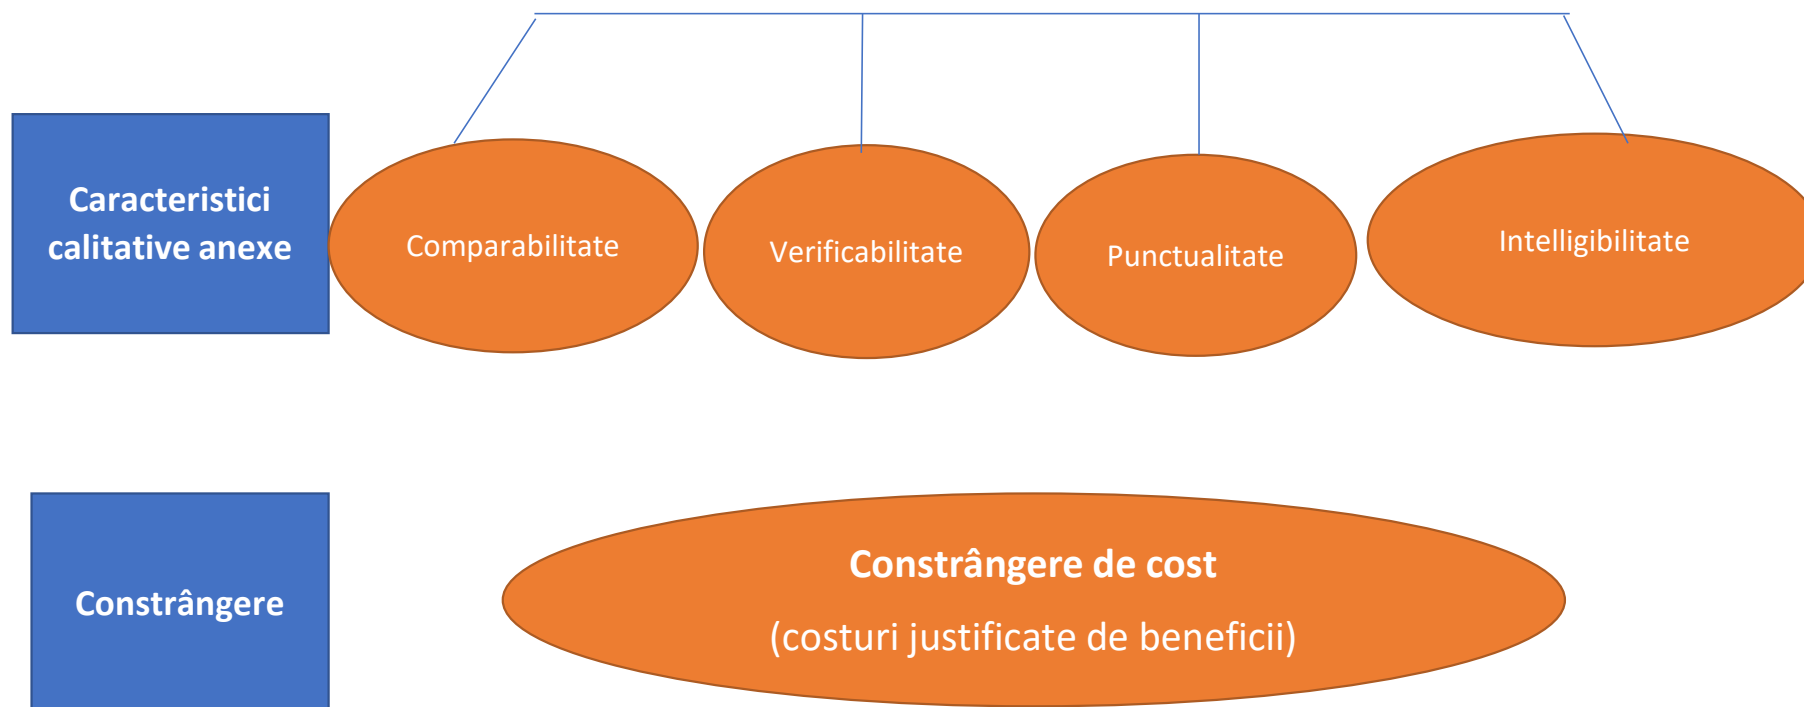 Caracteristici
calitative anexe
Comparabilitate
Verificabilitate
Punctualitate
Intelligibilitate
Constrângere
Constrângere de cost
(costuri justificate de beneficii)